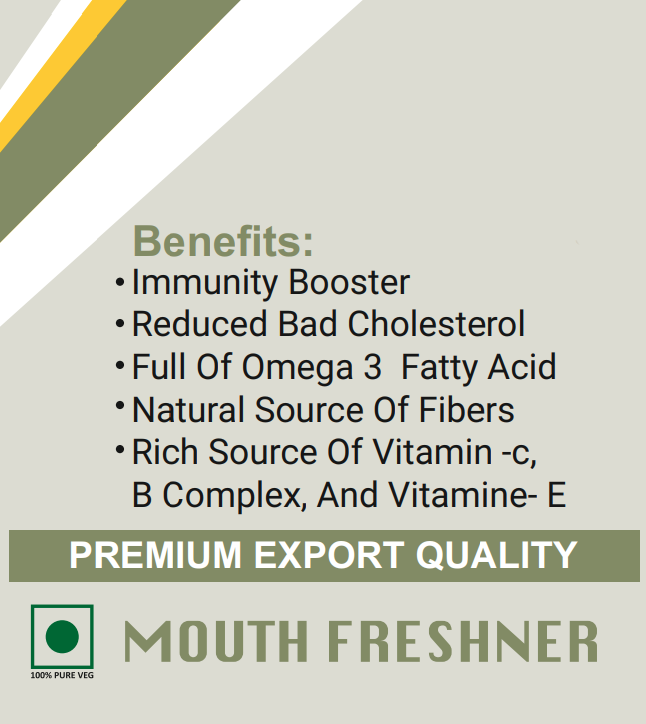 Benefits:
• Immunity Booster
• Reduced Bad Cholesterol
• Full Of Omega 3  Fatty Acid
• Natural Source Of Fibers
• Rich Source Of Vitamin -c,
B Complex, And Vitamine- E
PREMIUM EXPORT QUALITY
MOUTH FRESHNER
100% PURE VEG